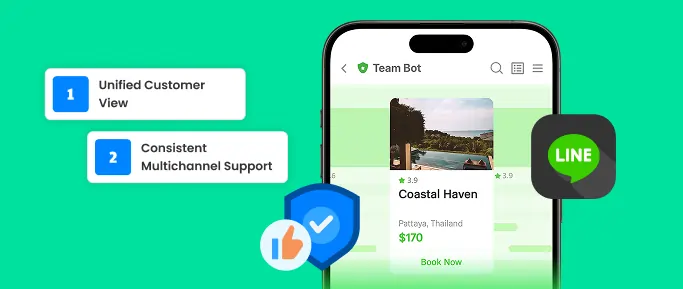 1
Unified Customer
View
2
Consistent
Multichannel Support
Team Bot
3.9
3.9
Coastal Haven
Pattaya, Thailand
$170
Book Now
LINE